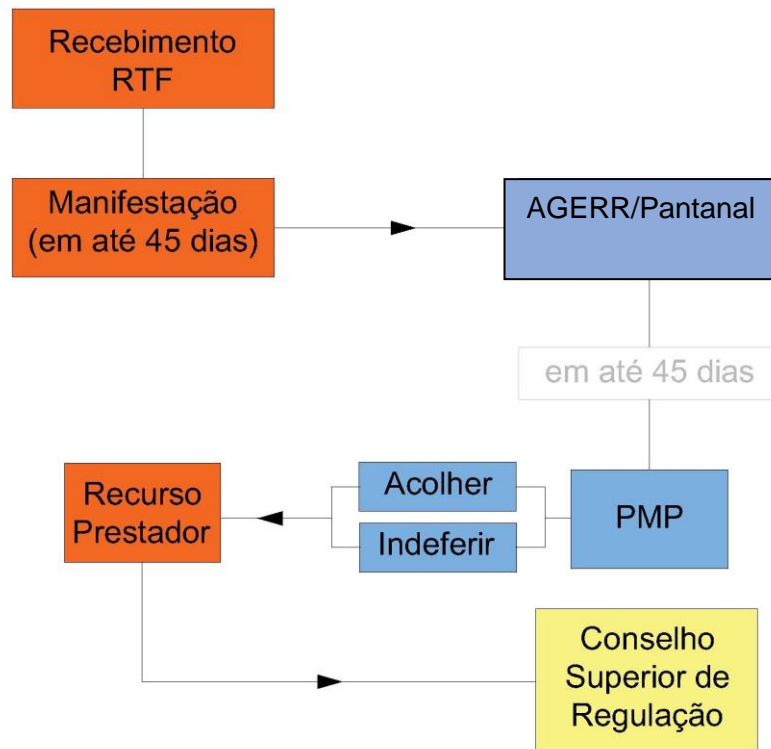 Recebimento
RTF
Manifestação
(em até 45 dias)
AGERR/Pantanal
em até 45 dias
PMP
Acolher
Indeferir
Recurso
Prestador
Conselho
Superior de
Regulação